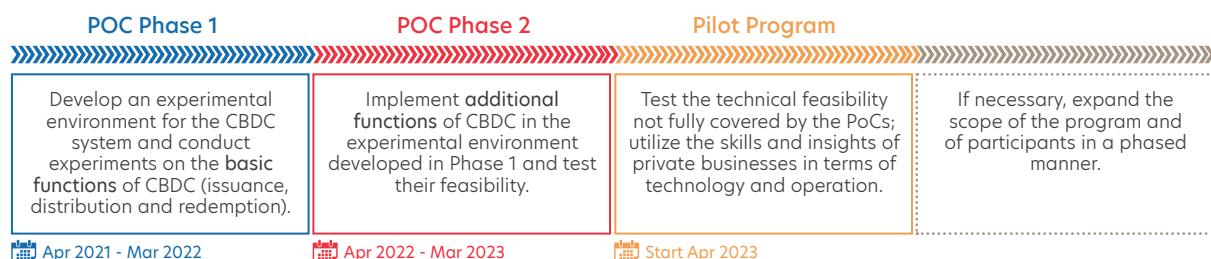 POC Phase 1
Develop an experimental
environment for the CBDC
system and conduct
experiments on the basic
functions of CBDC (issuance,
distribution and redemption).
Apr 2021 - Mar 2022
POC Phase 2
Implement additional
functions of CBDC in the
experimental environment
developed in Phase 1 and test
their feasibility.
Apr 2022 - Mar 2023
Pilot Program
Test the technical feasibility
not fully covered by the PoCs;
utilize the skills and insights of
private businesses in terms of
technology and operation.
Start Apr 2023
If necessary, expand the
scope of the program and
of participants in a phased
manner.